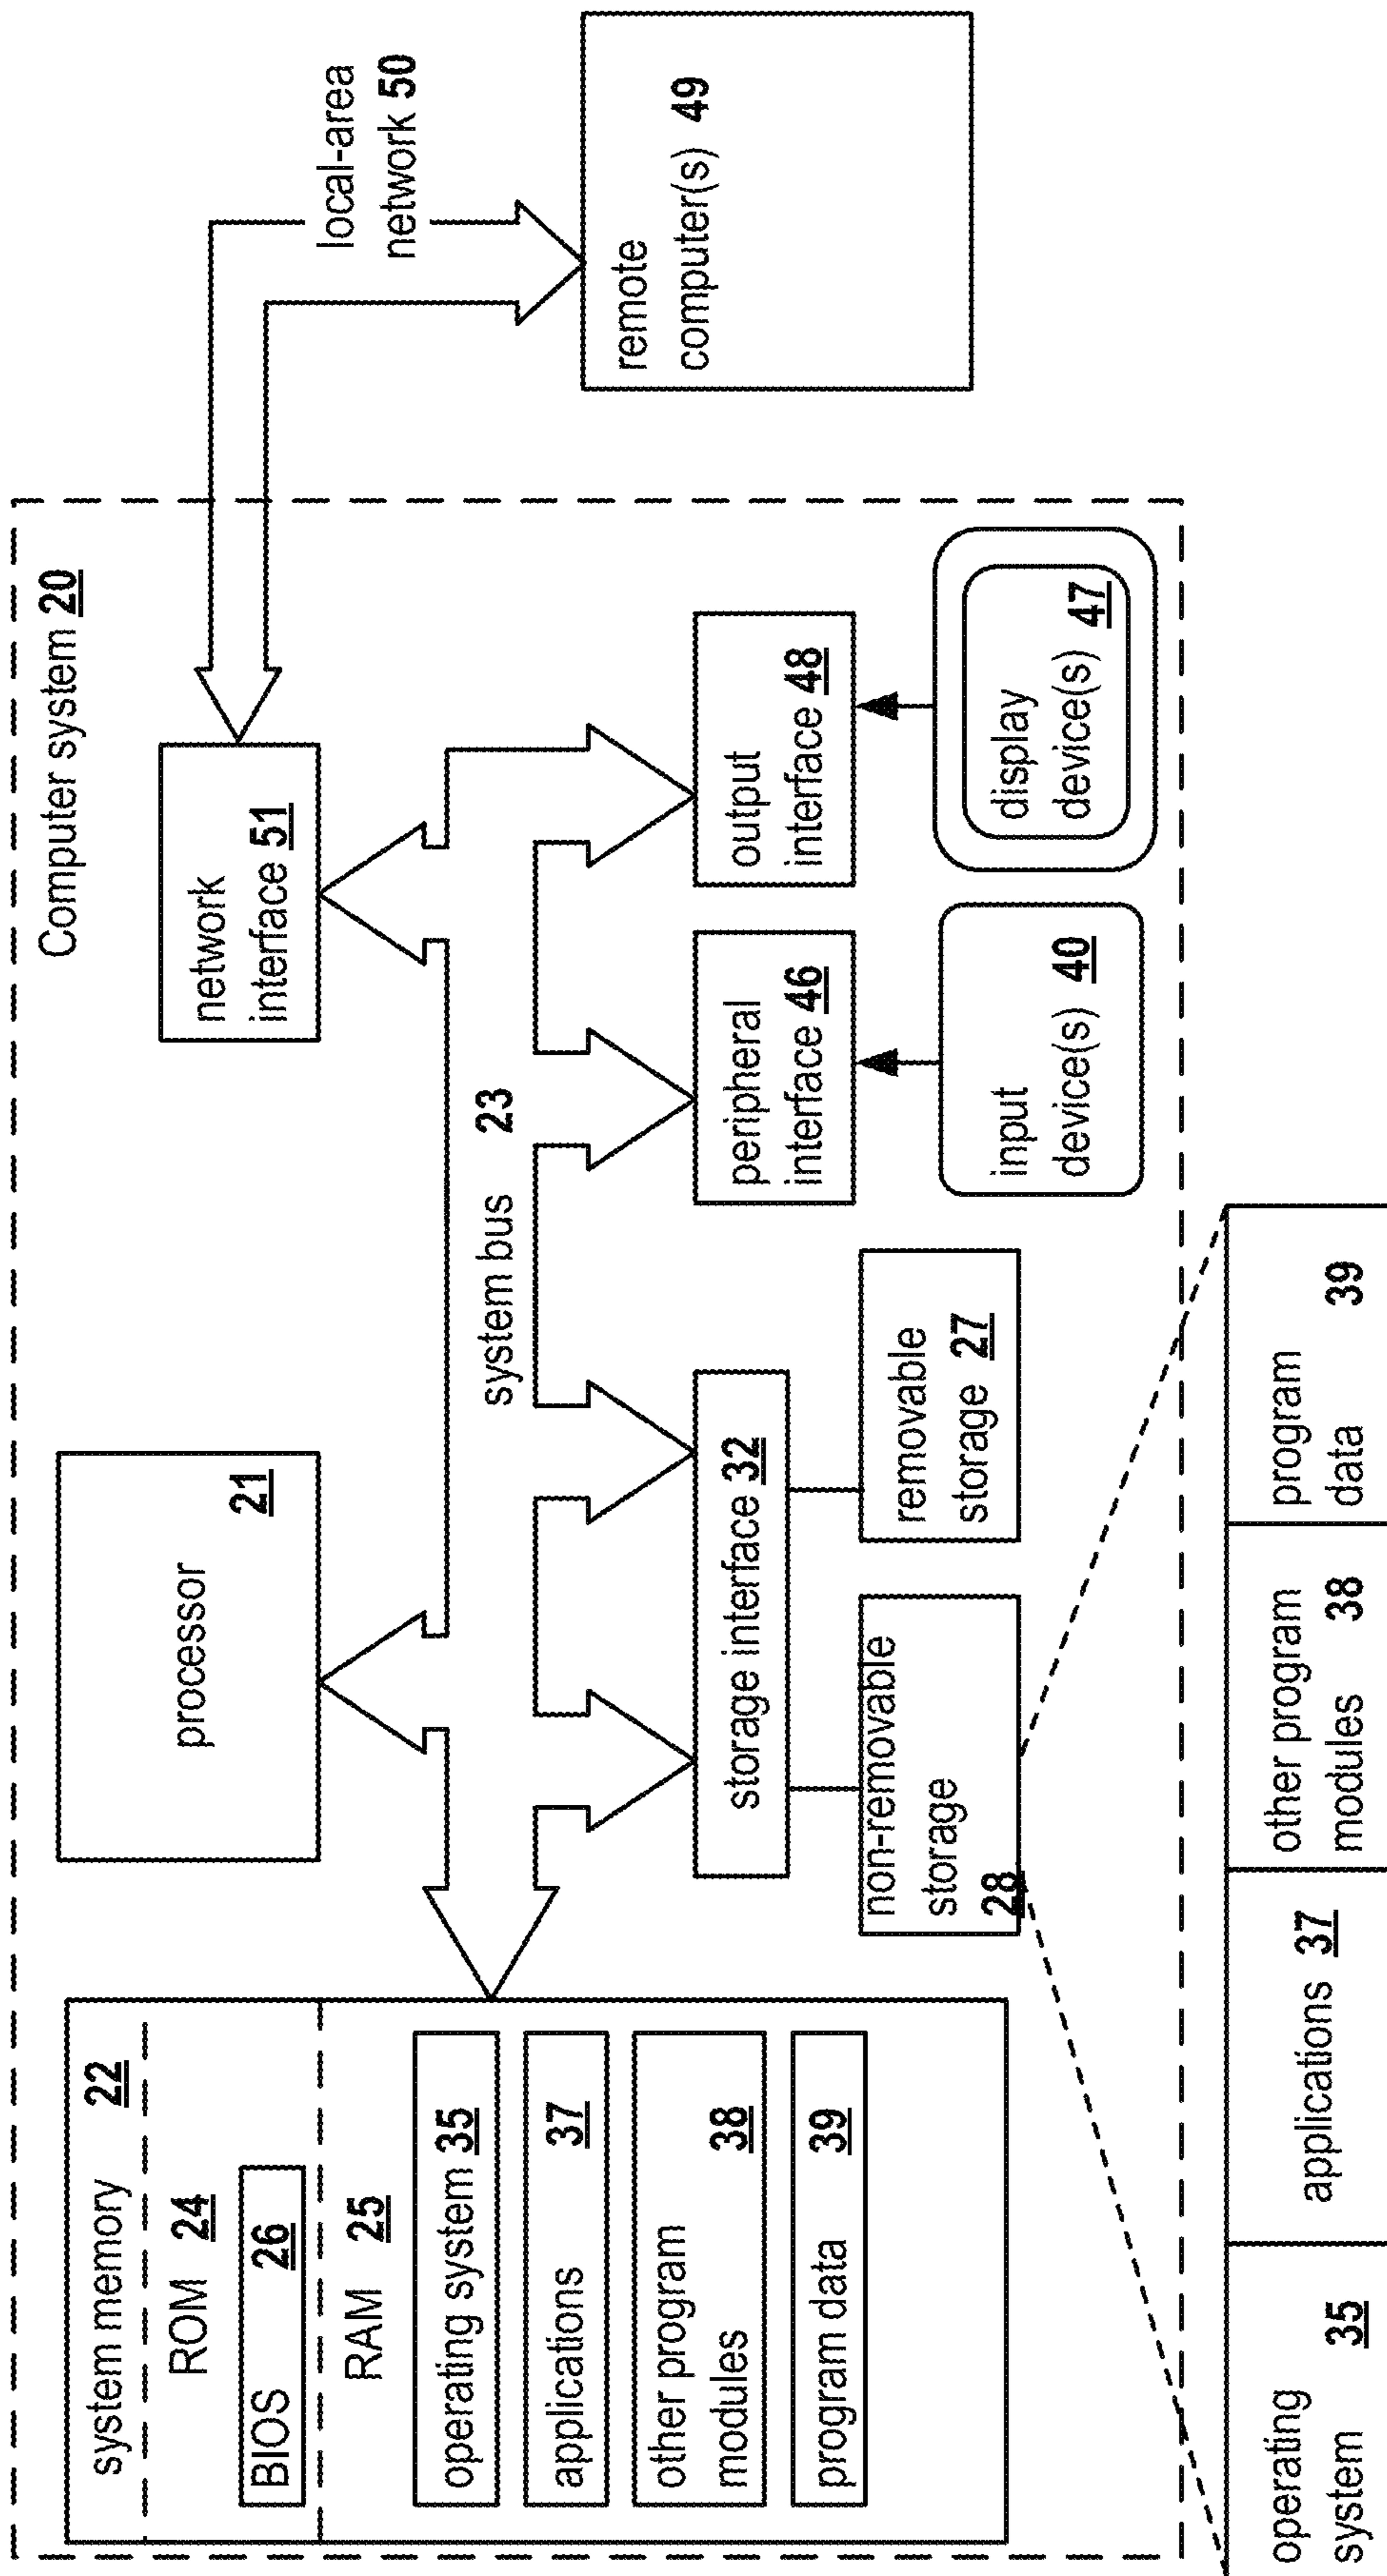 Computer system 20
system memory 22
ROM 24
BIOS 26
RAM 25
operating system 35
applications 37
other program
modules 38
program data 39
processor
21
network
interface 51
system bus 23
storage interface 32
non-removable
storage
28
removable
storage 27
peripheral
interface 46
output
interface 48
input
device(s) 40
display
device(s) 47
local-area
network 50
remote
computer(s) 49
operating
system 35
applications 37
other program
modules 38
program
data 39